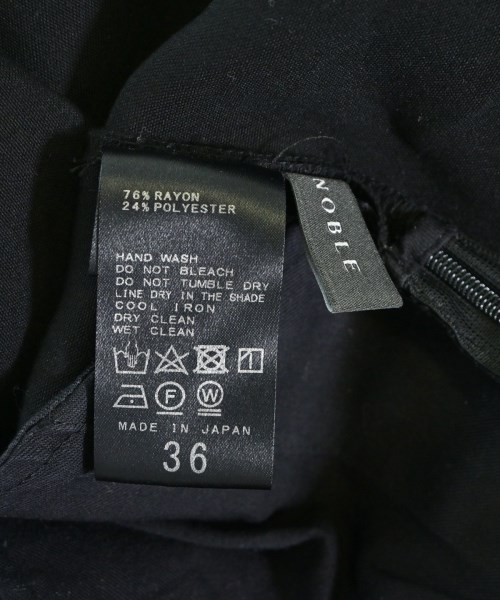 76% RAYON
24% POLYESTER
HAND WASH
DO NOT BLEACH
DO NOT TUMBLE DRY
LINE DRY IN THE SHADE
COOL IRON
DRY CLEAN
WET CLEAN
F W
MADE IN JAPAN
36
NOBLE